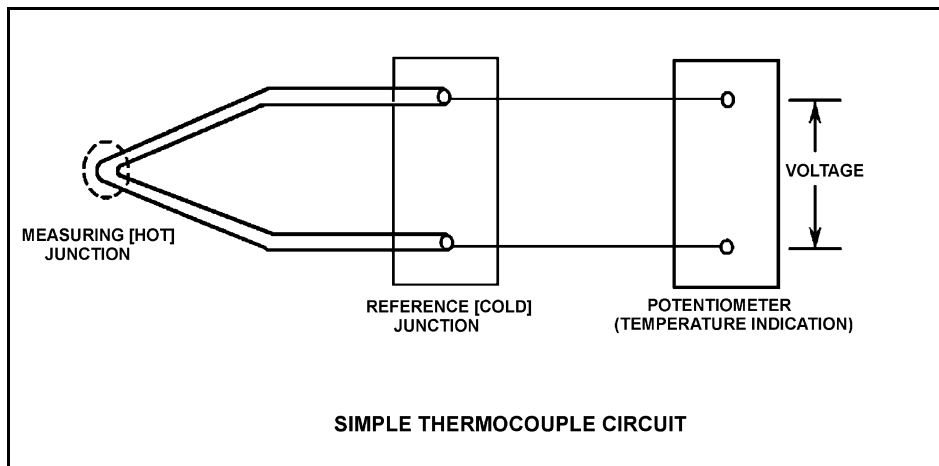 MEASURING [HOT]
JUNCTION
REFERENCE [COLD]
JUNCTION
POTENTIOMETER
(TEMPERATURE INDICATION)
VOLTAGE
SIMPLE THERMOCOUPLE CIRCUIT